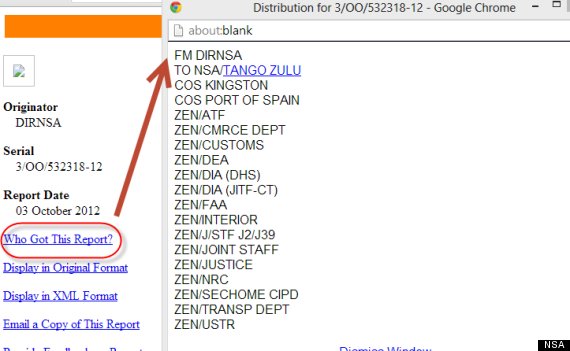 Distribution for 3/OO/532318-12 - Google Chrome
about:blank
Originator
DIRNSA
Serial
3/OO/532318-12
Report Date
03 October 2012
Who Got This Report?
Display in Original Format
Display in XML Format
Email a Copy of This Report
FM DIRNSA
TO NSA/TANGO ZULU
COS KINGSTON
COS PORT OF SPAIN
ZEN/ATF
ZEN/CMRCE DEPT
ZEN/CUSTOMS
ZEN/DEA
ZEN/DIA (DHS)
ZEN/DIA (JITF-CT)
ZEN/FAA
ZEN/INTERIOR
ZEN/J/STF J2/J39
ZEN/JOINT STAFF
ZEN/JUSTICE
ZEN/NRC
ZEN/SECHOME CIPD
ZEN/TRANSP DEPT
ZEN/USTR
Dismiss Window
NSA